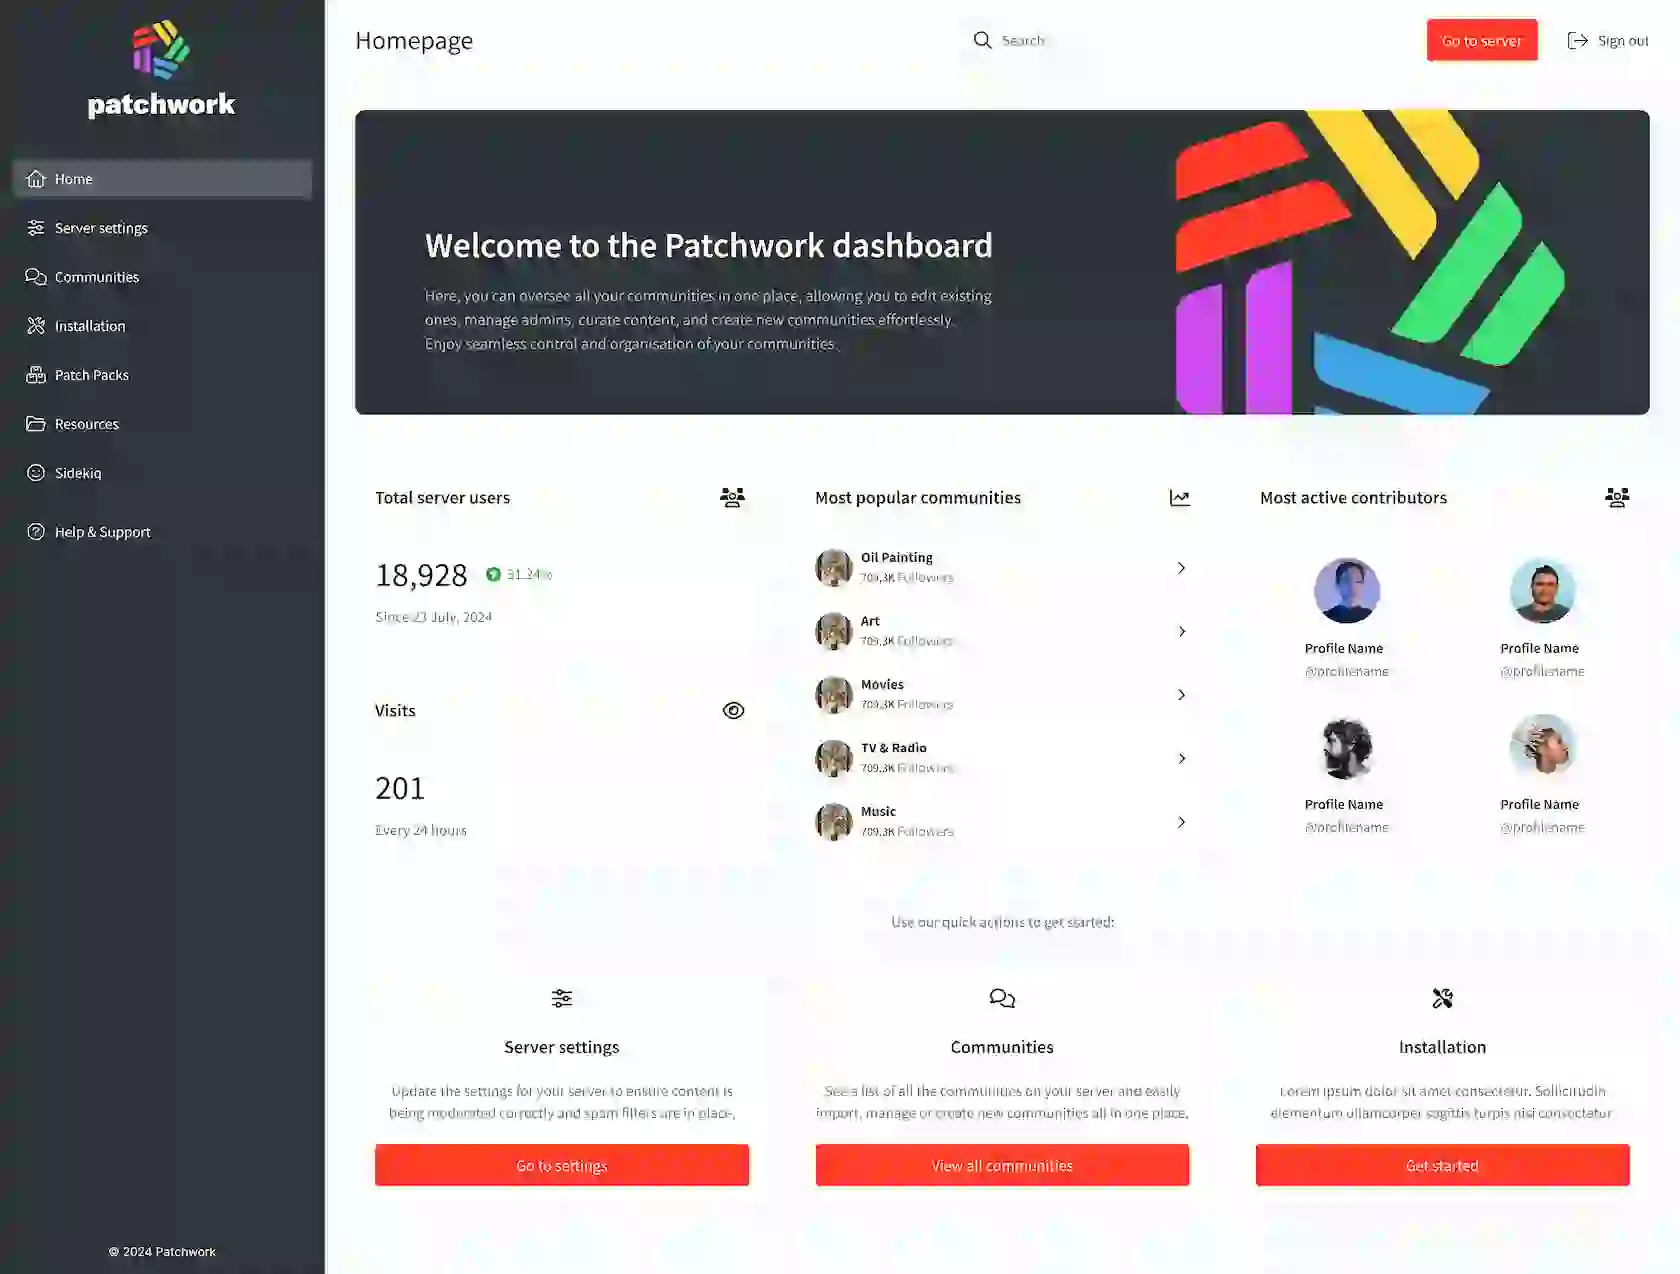 patchwork
Home
Server settings
Communities
Installation
Patch Packs
Resources
Sidekiq
Help & Support
© 2024 Patchwork
Homepage
Search
Go to server
Sign out
Welcome to the Patchwork dashboard
Here, you can oversee all your communities in one place, allowing you to edit existing
ones, manage admins, curate content, and create new communities effortlessly.
Enjoy seamless control and organisation of your communities.
Total server users
18,928
31.24%
Since 23 July, 2024
Visits
201
Every 24 hours
Most popular communities
Oil Painting
709.3K Followers
Art
709.3K Followers
Movies
709.3K Followers
TV & Radio
709.3K Followers
Music
709.3K Followers
Most active contributors
Profile Name
@profilename
Profile Name
@profilename
Profile Name
@profilename
Profile Name
@profilename
Use our quick actions to get started:
Server settings
Update the settings for your server to ensure content is
being moderated correctly and spam filters are in place.
Go to settings
Communities
See a list of all the communities on your server and easily
import, manage or create new communities all in one place.
View all communities
Installation
Lorem ipsum dolor sit amet consectetur. Sollicitudin
elementum ullamcorper sagittis turpis nisi consectetur
Get started